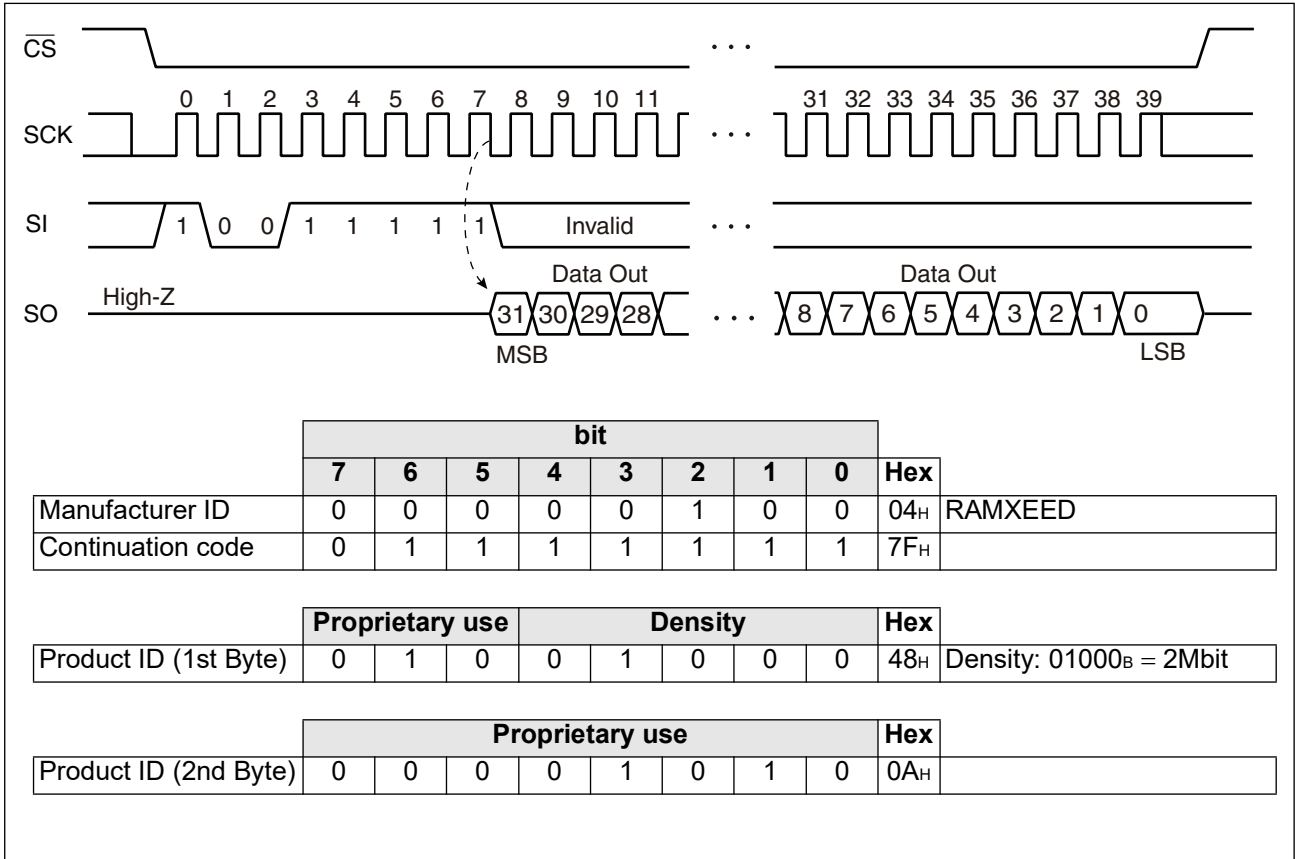 CS
0 1 2 3 4 5 6 7 8 9 10 11 31 32 33 34 35 36 37 38 39
SCK
SI 1 0 0 1 1 1 1 1 Invalid
Data Out Data Out
High-Z
SO 31 30 29 28 8 7 6 5 4 3 2 1 0
MSB LSB
bit
7 6 5 4 3 2 1 0 Hex
Manufacturer ID 0 0 0 0 0 1 0 0 04H RAMXEED
Continuation code 0 1 1 1 1 1 1 1 7FH
Proprietary use Density Hex
Product ID (1st Byte) 0 1 0 0 1 0 0 0 48H Density: 01000B = 2Mbit
Proprietary use Hex
Product ID (2nd Byte) 0 0 0 0 1 0 1 0 0AH